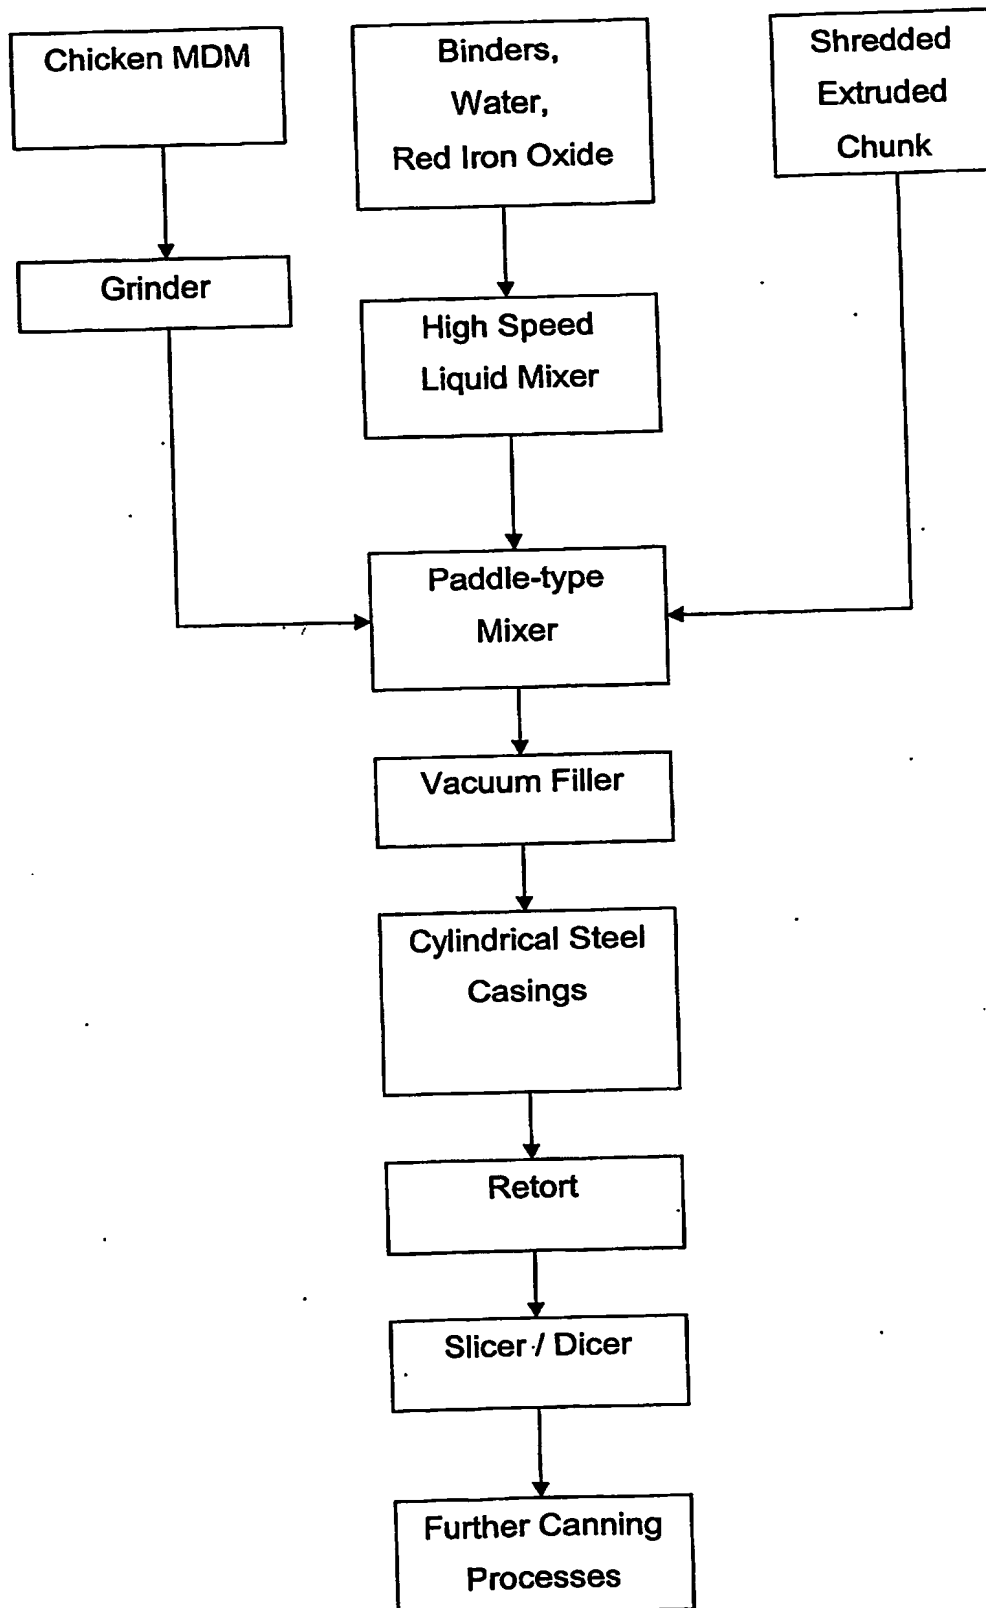 Chicken MDM
Binders,
Water,
Red Iron Oxide
Shredded
Extruded
Chunk
Grinder
High Speed
Liquid Mixer
Paddle-type
Mixer
Vacuum Filler
Cylindrical Steel
Casings
Retort
Slicer / Dicer
Further Canning
Processes